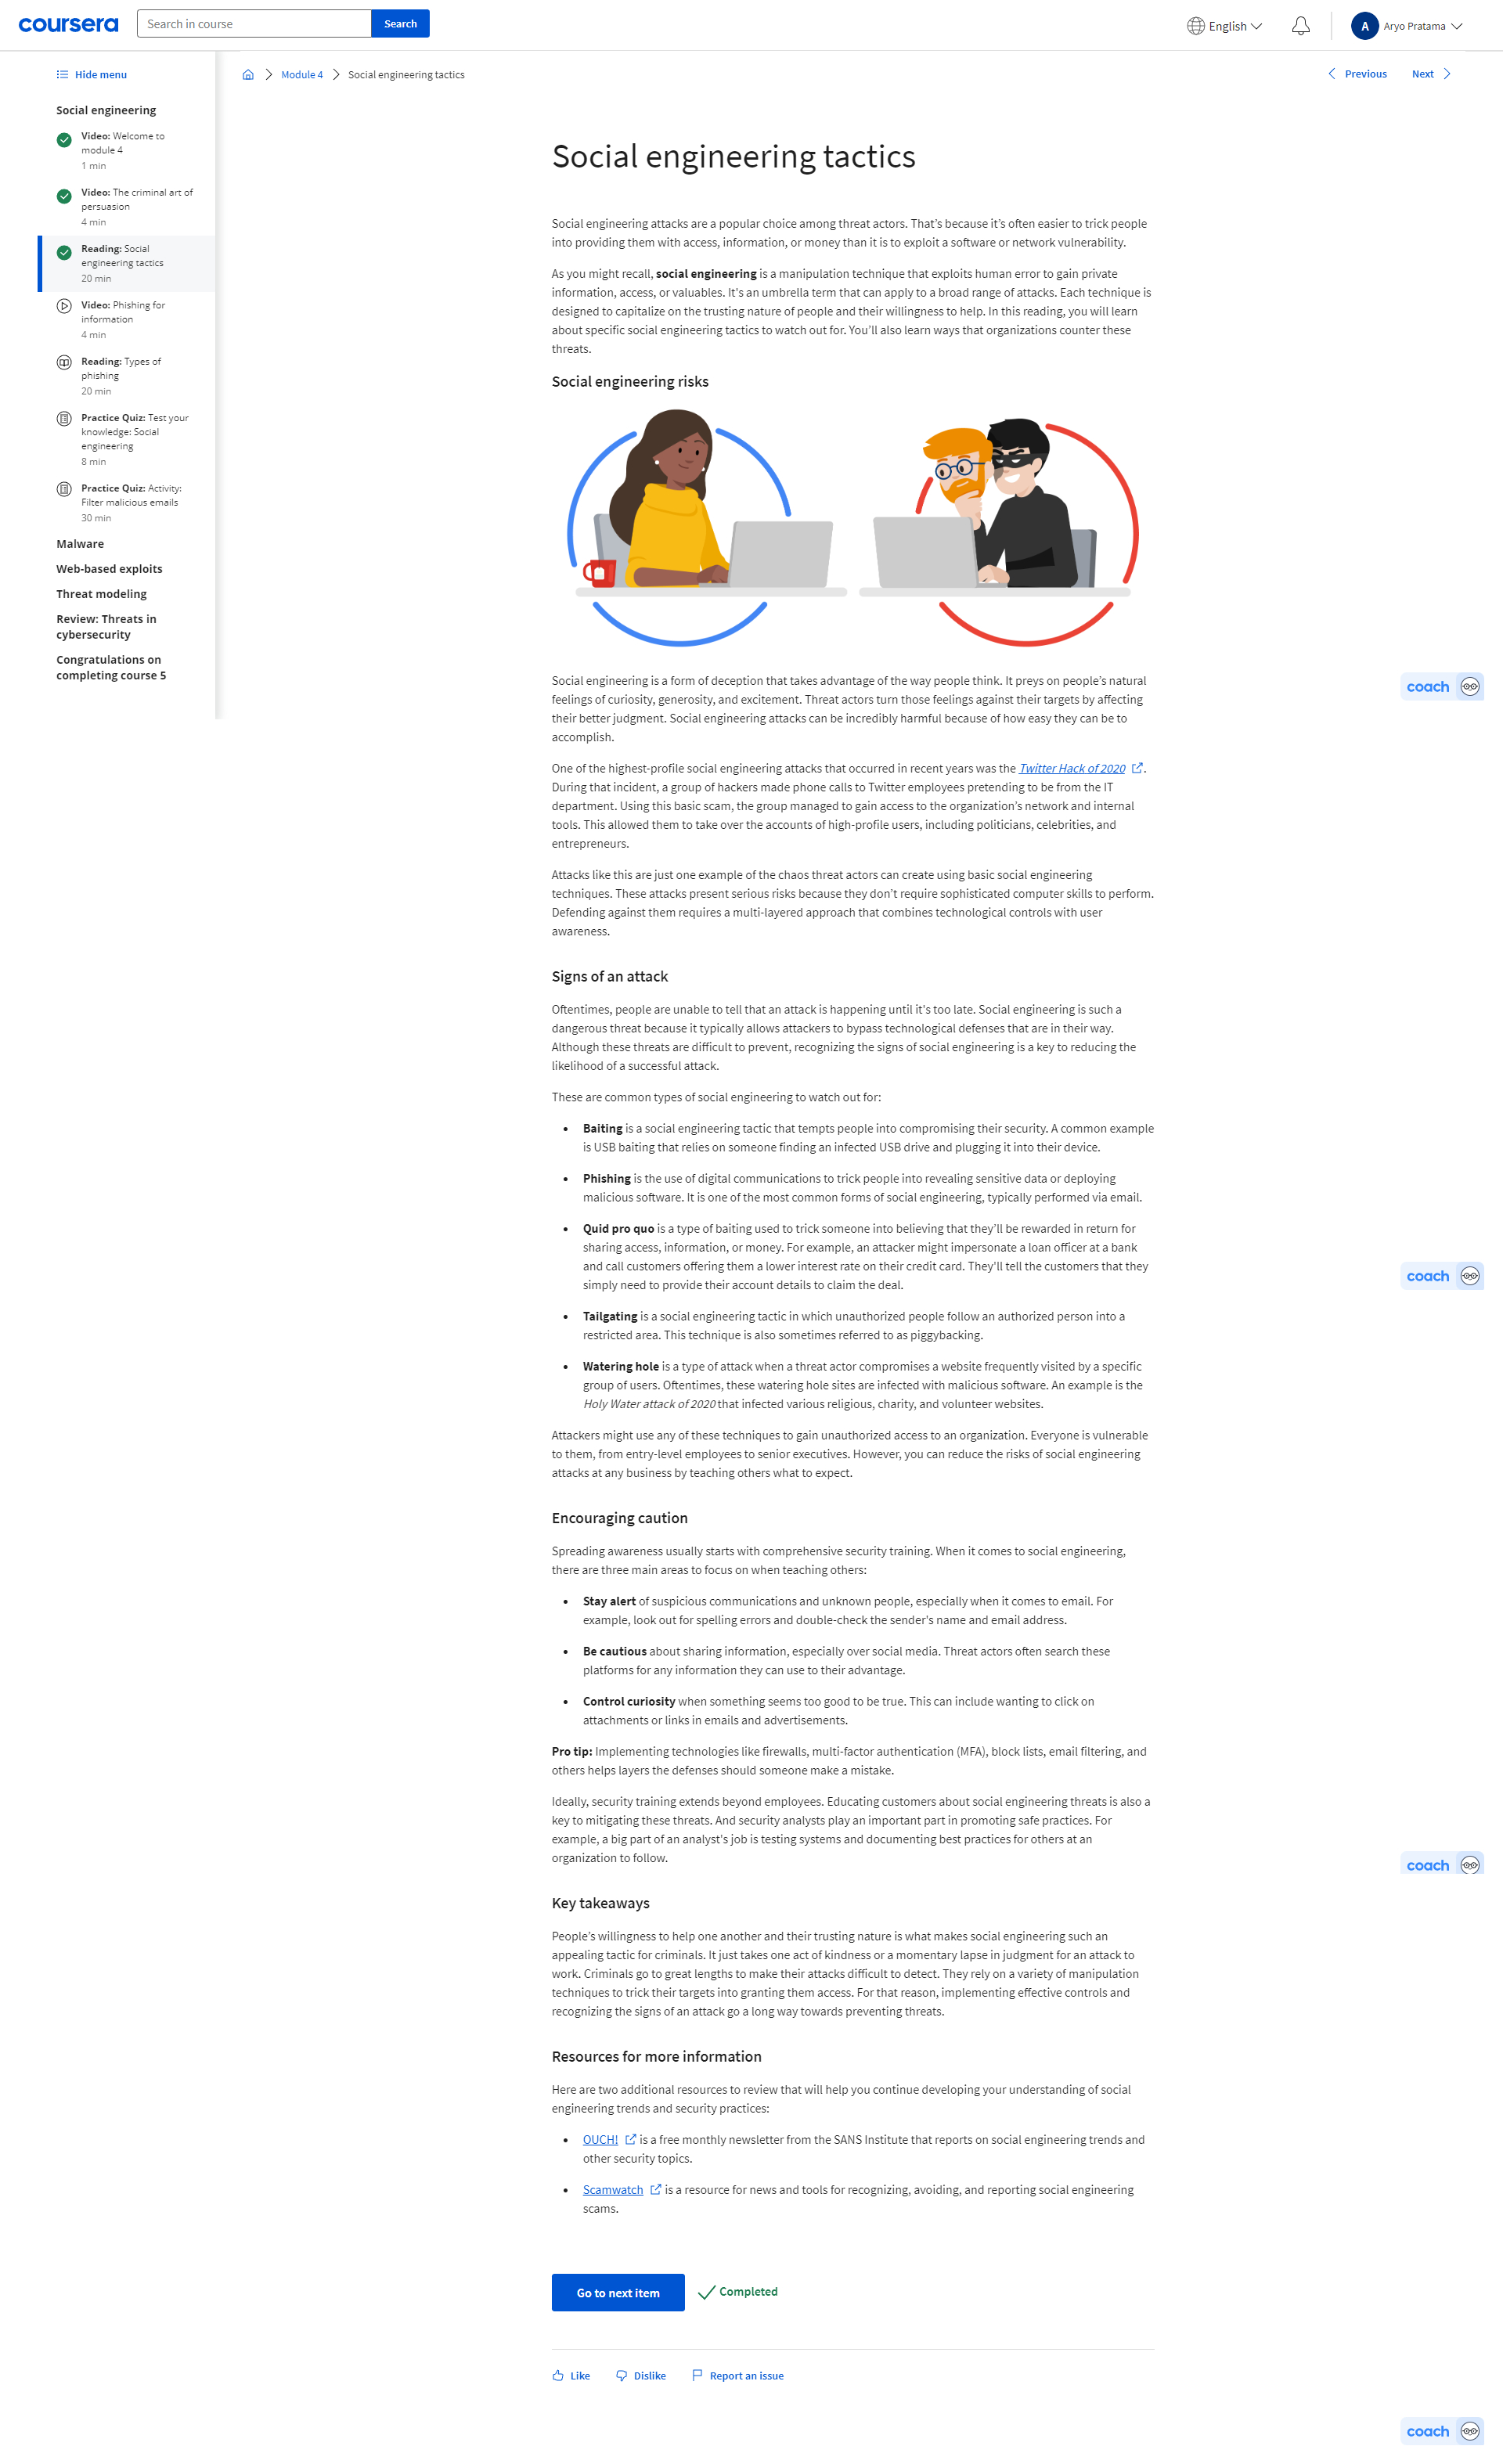 coursera
Search in course
Search
English
A
Aryo Pratama
Hide menu
Module 4
Social engineering tactics
Previous
Next
Social engineering
Video: Welcome to
module 4
1 min
Video: The criminal art of
persuasion
4 min
Reading: Social
engineering tactics
20 min
Video: Phishing for
information
4 min
Reading: Types of
phishing
20 min
Practice Quiz: Test your
knowledge: Social
engineering
8 min
Practice Quiz: Activity:
Filter malicious emails
30 min
Malware
Web-based exploits
Threat modeling
Review: Threats in
cybersecurity
Congratulations on
completing course 5
Social engineering tactics
Social engineering attacks are a popular choice among threat actors. That’s because it’s often easier to trick people
into providing them with access, information, or money than it is to exploit a software or network vulnerability.
As you might recall, social engineering is a manipulation technique that exploits human error to gain private
information, access, or valuables. It's an umbrella term that can apply to a broad range of attacks. Each technique is
designed to capitalize on the trusting nature of people and their willingness to help. In this reading, you will learn
about specific social engineering tactics to watch out for. You’ll also learn ways that organizations counter these
threats.
Social engineering risks
Social engineering is a form of deception that takes advantage of the way people think. It preys on people’s natural
feelings of curiosity, generosity, and excitement. Threat actors turn those feelings against their targets by affecting
their better judgment. Social engineering attacks can be incredibly harmful because of how easy they can be to
accomplish.
coach
One of the highest-profile social engineering attacks that occurred in recent years was the Twitter Hack of 2020 .
During that incident, a group of hackers made phone calls to Twitter employees pretending to be from the IT
department. Using this basic scam, the group managed to gain access to the organization’s network and internal
tools. This allowed them to take over the accounts of high-profile users, including politicians, celebrities, and
entrepreneurs.
Attacks like this are just one example of the chaos threat actors can create using basic social engineering
techniques. These attacks present serious risks because they don’t require sophisticated computer skills to perform.
Defending against them requires a multi-layered approach that combines technological controls with user
awareness.
Signs of an attack
Oftentimes, people are unable to tell that an attack is happening until it's too late. Social engineering is such a
dangerous threat because it typically allows attackers to bypass technological defenses that are in their way.
Although these threats are difficult to prevent, recognizing the signs of social engineering is a key to reducing the
likelihood of a successful attack.
These are common types of social engineering to watch out for:
• Baiting is a social engineering tactic that tempts people into compromising their security. A common example
is USB baiting that relies on someone finding an infected USB drive and plugging it into their device.
• Phishing is the use of digital communications to trick people into revealing sensitive data or deploying
malicious software. It is one of the most common forms of social engineering, typically performed via email.
• Quid pro quo is a type of baiting used to trick someone into believing that they’ll be rewarded in return for
sharing access, information, or money. For example, an attacker might impersonate a loan officer at a bank
and call customers offering them a lower interest rate on their credit card. They'll tell the customers that they
simply need to provide their account details to claim the deal.
coach
• Tailgating is a social engineering tactic in which unauthorized people follow an authorized person into a
restricted area. This technique is also sometimes referred to as piggybacking.
• Watering hole is a type of attack when a threat actor compromises a website frequently visited by a specific
group of users. Oftentimes, these watering hole sites are infected with malicious software. An example is the
Holy Water attack of 2020 that infected various religious, charity, and volunteer websites.
Attackers might use any of these techniques to gain unauthorized access to an organization. Everyone is vulnerable
to them, from entry-level employees to senior executives. However, you can reduce the risks of social engineering
attacks at any business by teaching others what to expect.
Encouraging caution
Spreading awareness usually starts with comprehensive security training. When it comes to social engineering,
there are three main areas to focus on when teaching others:
• Stay alert of suspicious communications and unknown people, especially when it comes to email. For
example, look out for spelling errors and double-check the sender's name and email address.
• Be cautious about sharing information, especially over social media. Threat actors often search these
platforms for any information they can use to their advantage.
• Control curiosity when something seems too good to be true. This can include wanting to click on
attachments or links in emails and advertisements.
Pro tip: Implementing technologies like firewalls, multi-factor authentication (MFA), block lists, email filtering, and
others helps layers the defenses should someone make a mistake.
Ideally, security training extends beyond employees. Educating customers about social engineering threats is also a
key to mitigating these threats. And security analysts play an important part in promoting safe practices. For
example, a big part of an analyst's job is testing systems and documenting best practices for others at an
organization to follow.
coach
Key takeaways
People’s willingness to help one another and their trusting nature is what makes social engineering such an
appealing tactic for criminals. It just takes one act of kindness or a momentary lapse in judgment for an attack to
work. Criminals go to great lengths to make their attacks difficult to detect. They rely on a variety of manipulation
techniques to trick their targets into granting them access. For that reason, implementing effective controls and
recognizing the signs of an attack go a long way towards preventing threats.
Resources for more information
Here are two additional resources to review that will help you continue developing your understanding of social
engineering trends and security practices:
• OUCH! is a free monthly newsletter from the SANS Institute that reports on social engineering trends and
other security topics.
• Scamwatch is a resource for news and tools for recognizing, avoiding, and reporting social engineering
scams.
Go to next item
Completed
Like
Dislike
Report an issue
coach